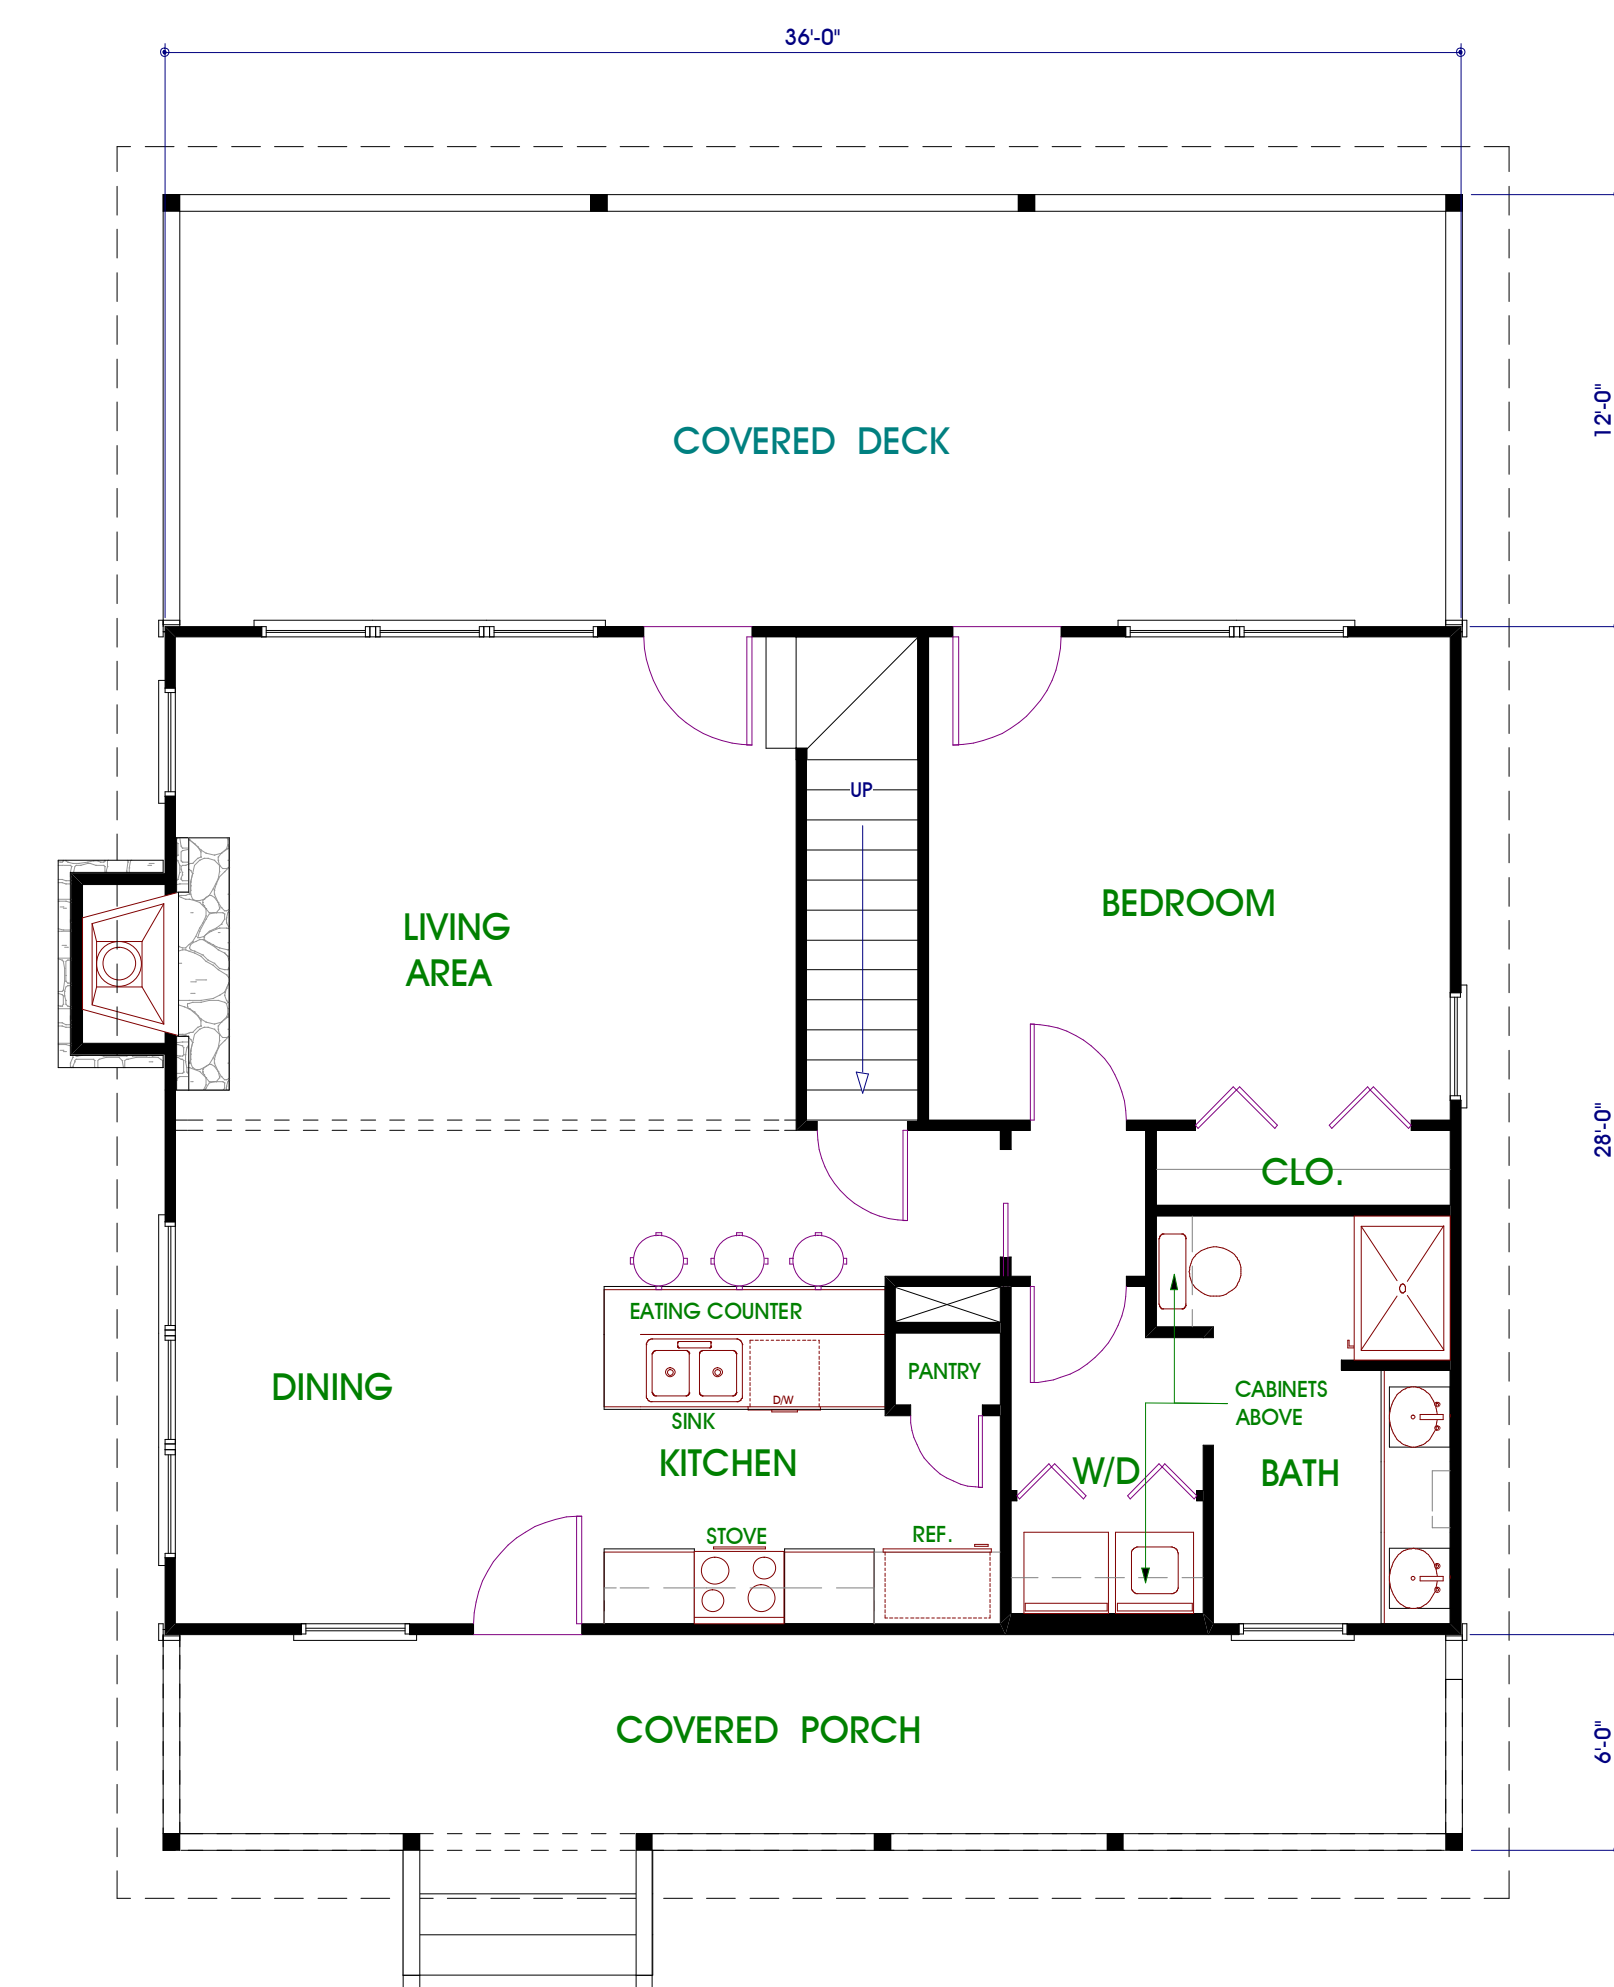 36'-0"
12'-0"
COVERED DECK
UP
BEDROOM
LIVING
AREA
28'-0"
CLO.
EATING COUNTER
PANTRY
DINING
CABINETS
ABOVE
D/W
SINK
KITCHEN
W/D
BATH
STOVE
REF.
COVERED PORCH
6'-0"